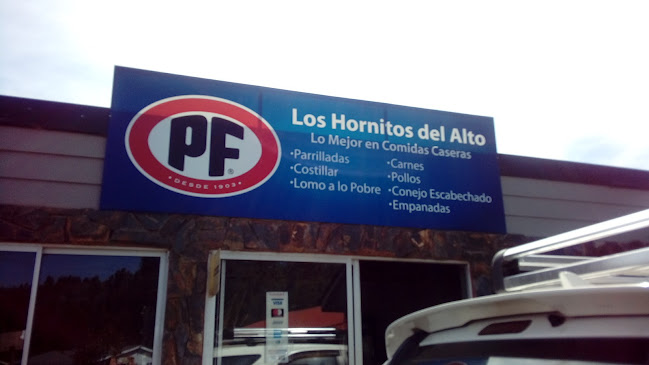 PF®
• DESDE 1903 •
Los Hornitos del Alto
Lo Mejor en Comidas Caseras
•Parrilladas
•Costillar
•Lomo a lo Pobre
•Carnes
•Pollos
•Conejo Escabechado
•Empanadas